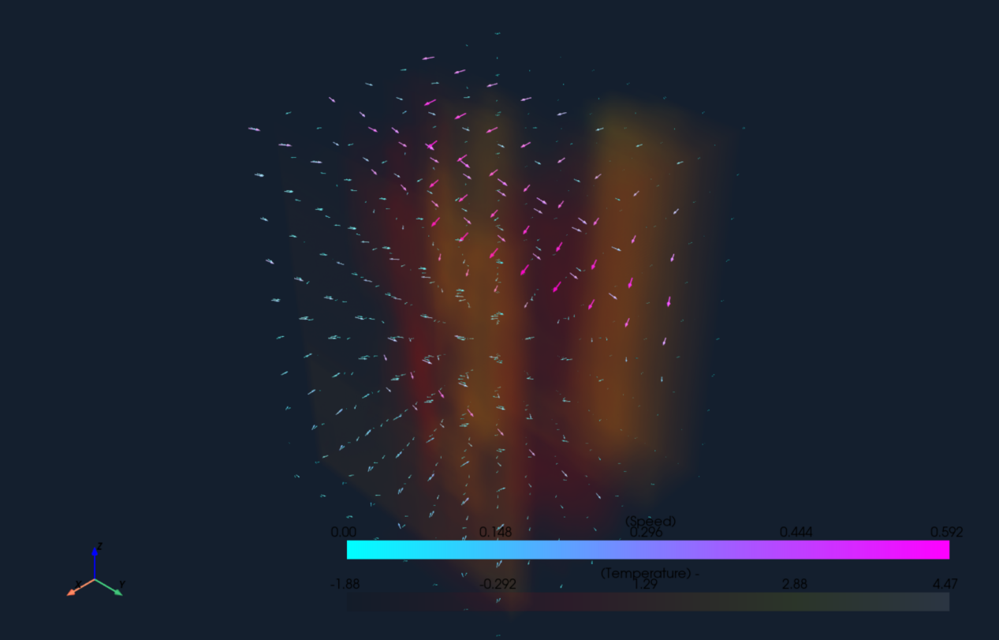 (Speed)
0.00 0.148 0.296 0.444 0.592
(Temperature) -
-1.88 -0.292 1.29 2.88 4.47
Z
X Y